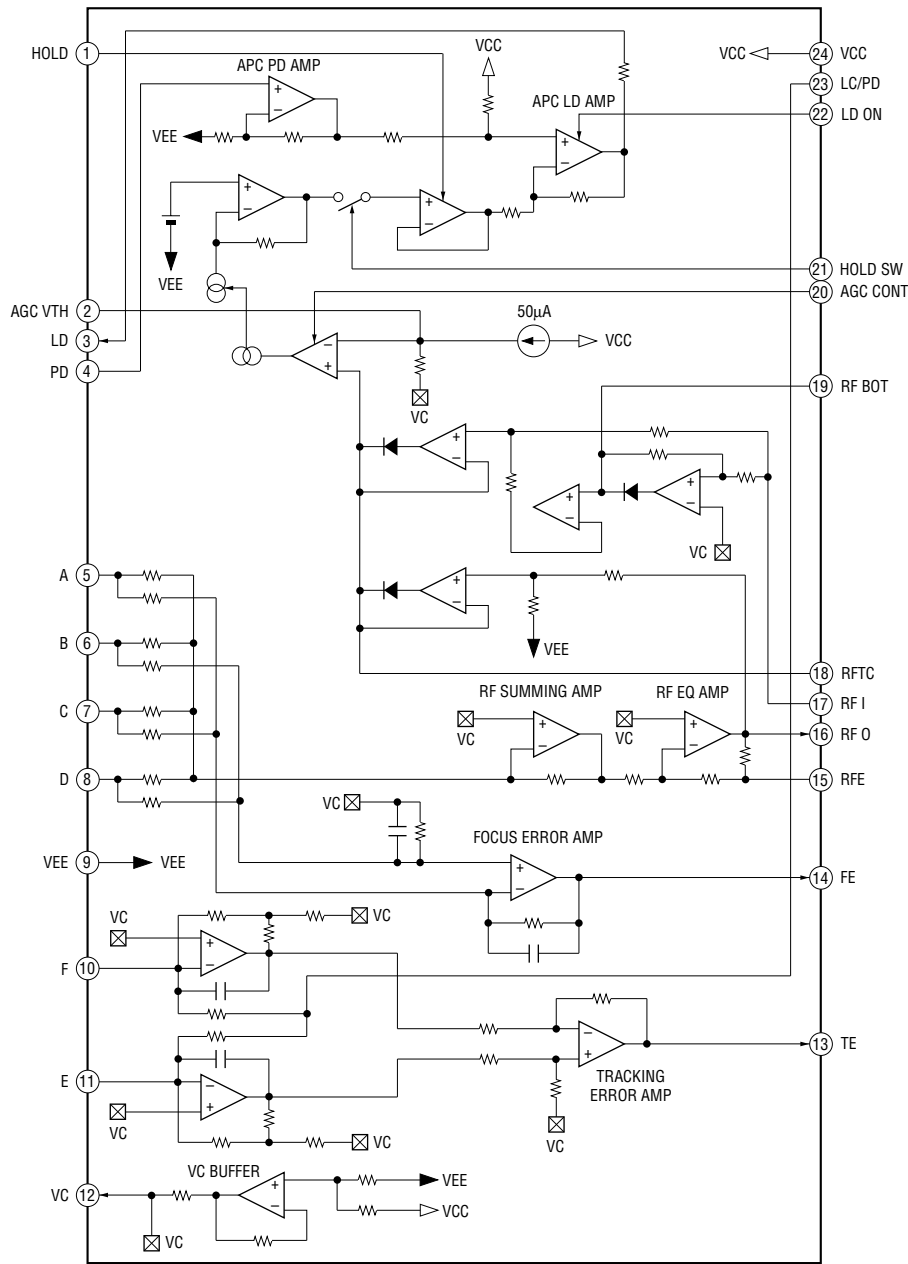 HOLD 1
APC PD AMP
VCC
APC LD AMP
VCC 24 VCC
23 LC/PD
22 LD ON
VEE
+
−
+
−
+
−
+
−
VEE
21 HOLD SW
20 AGC CONT
AGC VTH 2
LD 3
PD 4
50µA
VCC
−
+
VC
19 RF BOT
+
−
+
−
+
−
VC
A 5
B 6
C 7
D 8
+
−
VEE
18 RFTC
17 RF I
16 RF O
15 RFE
RF SUMMING AMP
RF EQ AMP
VC
+
−
VC
+
−
VC
FOCUS ERROR AMP
+
−
VEE 9 VEE
14 FE
VC
VC
+
−
F 10
E 11
−
+
VC
VC
−
+
13 TE
TRACKING
ERROR AMP
VC
VC BUFFER
VC 12
+
−
VEE
VCC
VC